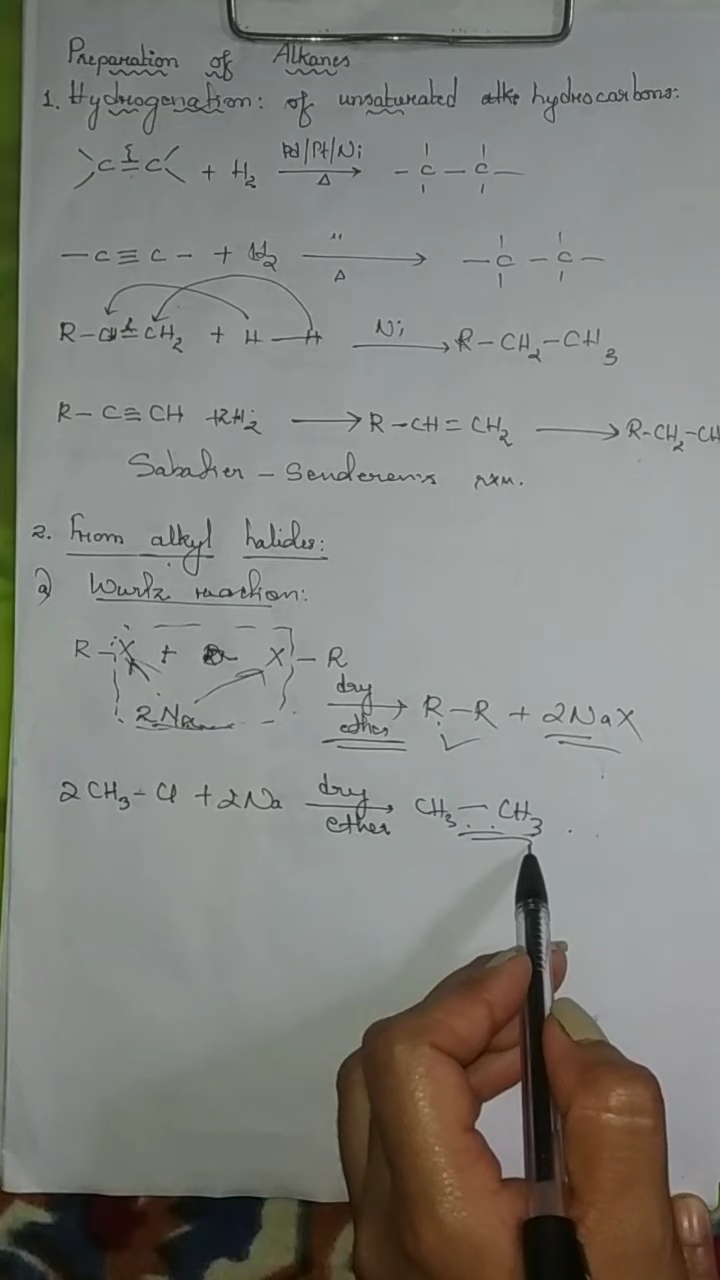 Preparation of Alkanes
1. Hydrogenation: of unsaturated hydrocarbons:
>C=C< + H2 Pd/Pt/Ni Δ -C-C-
-C≡C- + H2 " Δ -C-C-
R-CH=CH2 + H-H Ni R-CH2-CH3
R-C≡CH +2H2 → R-CH=CH2 → R-CH2-CH
Sabatier-Senderen's rxn.
2. From alkyl halides:
a) Wurtz reaction:
R-X + X-R
2Na dry ether R-R + 2NaX
2CH3-Cl + 2Na dry ether CH3-CH3